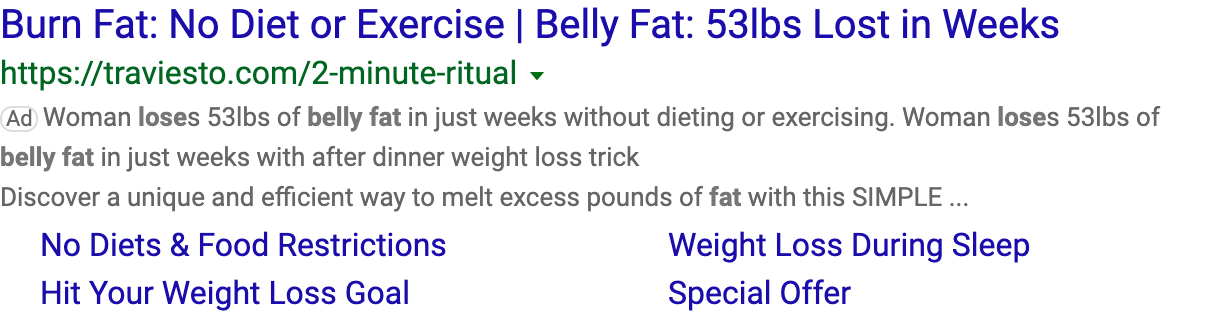 Burn Fat: No Diet or Exercise | Belly Fat: 53lbs Lost in Weeks
https://traviesto.com/2-minute-ritual
Ad Woman loses 53lbs of belly fat in just weeks without dieting or exercising. Woman loses 53lbs of
belly fat in just weeks with after dinner weight loss trick
Discover a unique and efficient way to melt excess pounds of fat with this SIMPLE ...
No Diets & Food Restrictions Weight Loss During Sleep
Hit Your Weight Loss Goal Special Offer